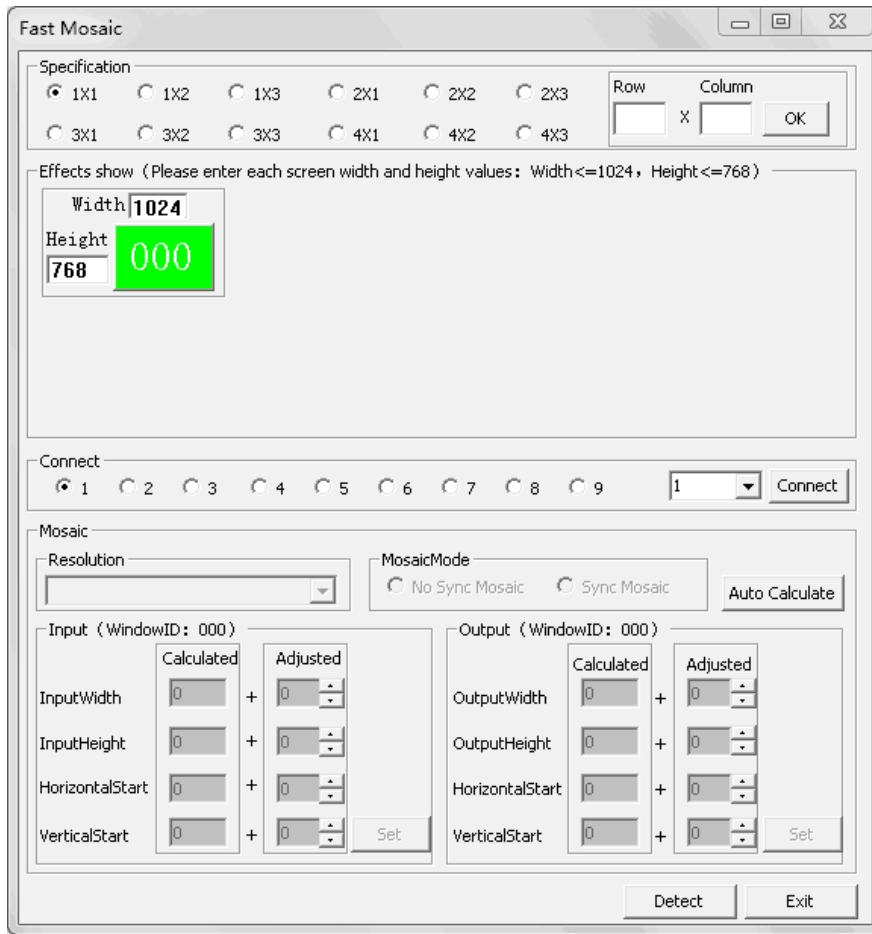 Fast Mosaic
Specification
1X1 1X2 1X3 2X1 2X2 2X3
3X1 3X2 3X3 4X1 4X2 4X3
Row Column
X OK
Effects show (Please enter each screen width and height values: Width<=1024, Height<=768)
Width 1024
Height
768
000
Connect
1 2 3 4 5 6 7 8 9 1 Connect
Mosaic
Resolution
MosaicMode
No Sync Mosaic Sync Mosaic
Auto Calculate
Input (WindowID: 000)
Calculated Adjusted
InputWidth 0 + 0
InputHeight 0 + 0
HorizontalStart 0 + 0
VerticalStart 0 + 0 Set
Output (WindowID: 000)
Calculated Adjusted
OutputWidth 0 + 0
OutputHeight 0 + 0
HorizontalStart 0 + 0
VerticalStart 0 + 0 Set
Detect Exit